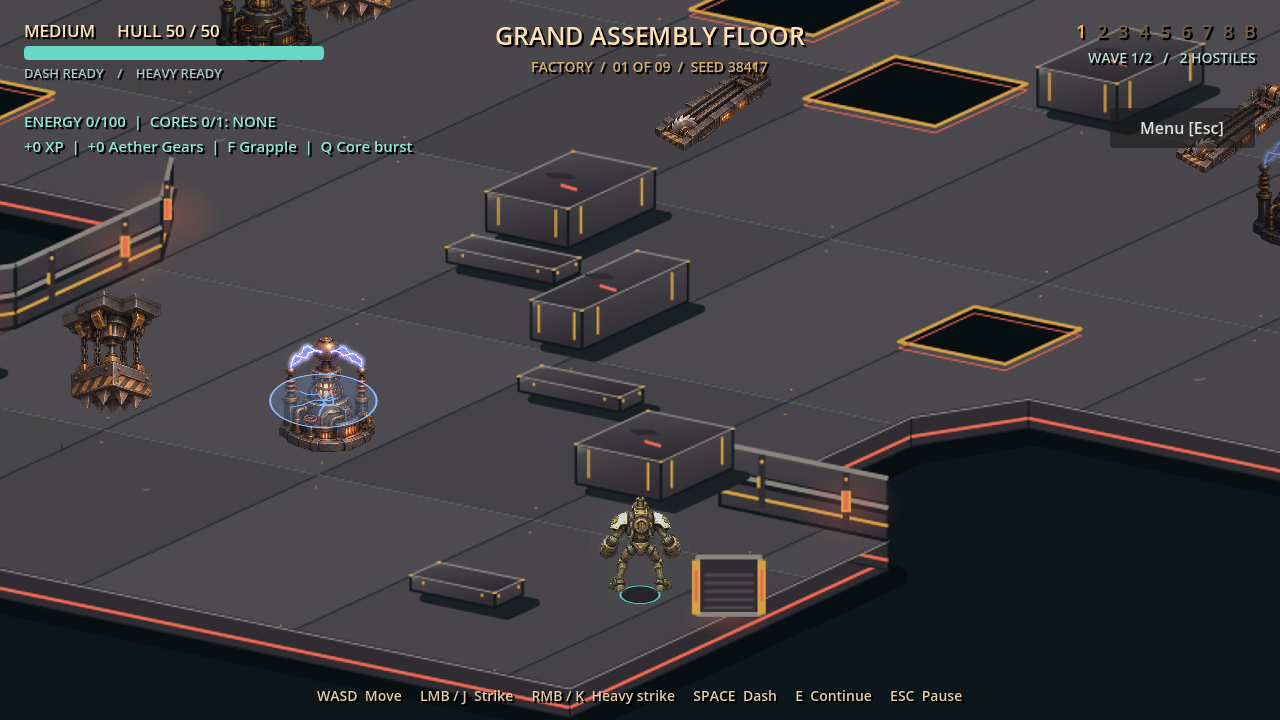 MEDIUM HULL 50 / 50
DASH READY / HEAVY READY
ENERGY 0/100 | CORES 0/1: NONE
+0 XP | +0 Aether Gears | F Grapple | Q Core burst
GRAND ASSEMBLY FLOOR
FACTORY / 01 OF 09 / SEED 38417
1 2 3 4 5 6 7 8 B
WAVE 1/2 / 2 HOSTILES
Menu [Esc]
WASD Move LMB / J Strike RMB / K Heavy strike SPACE Dash E Continue ESC Pause